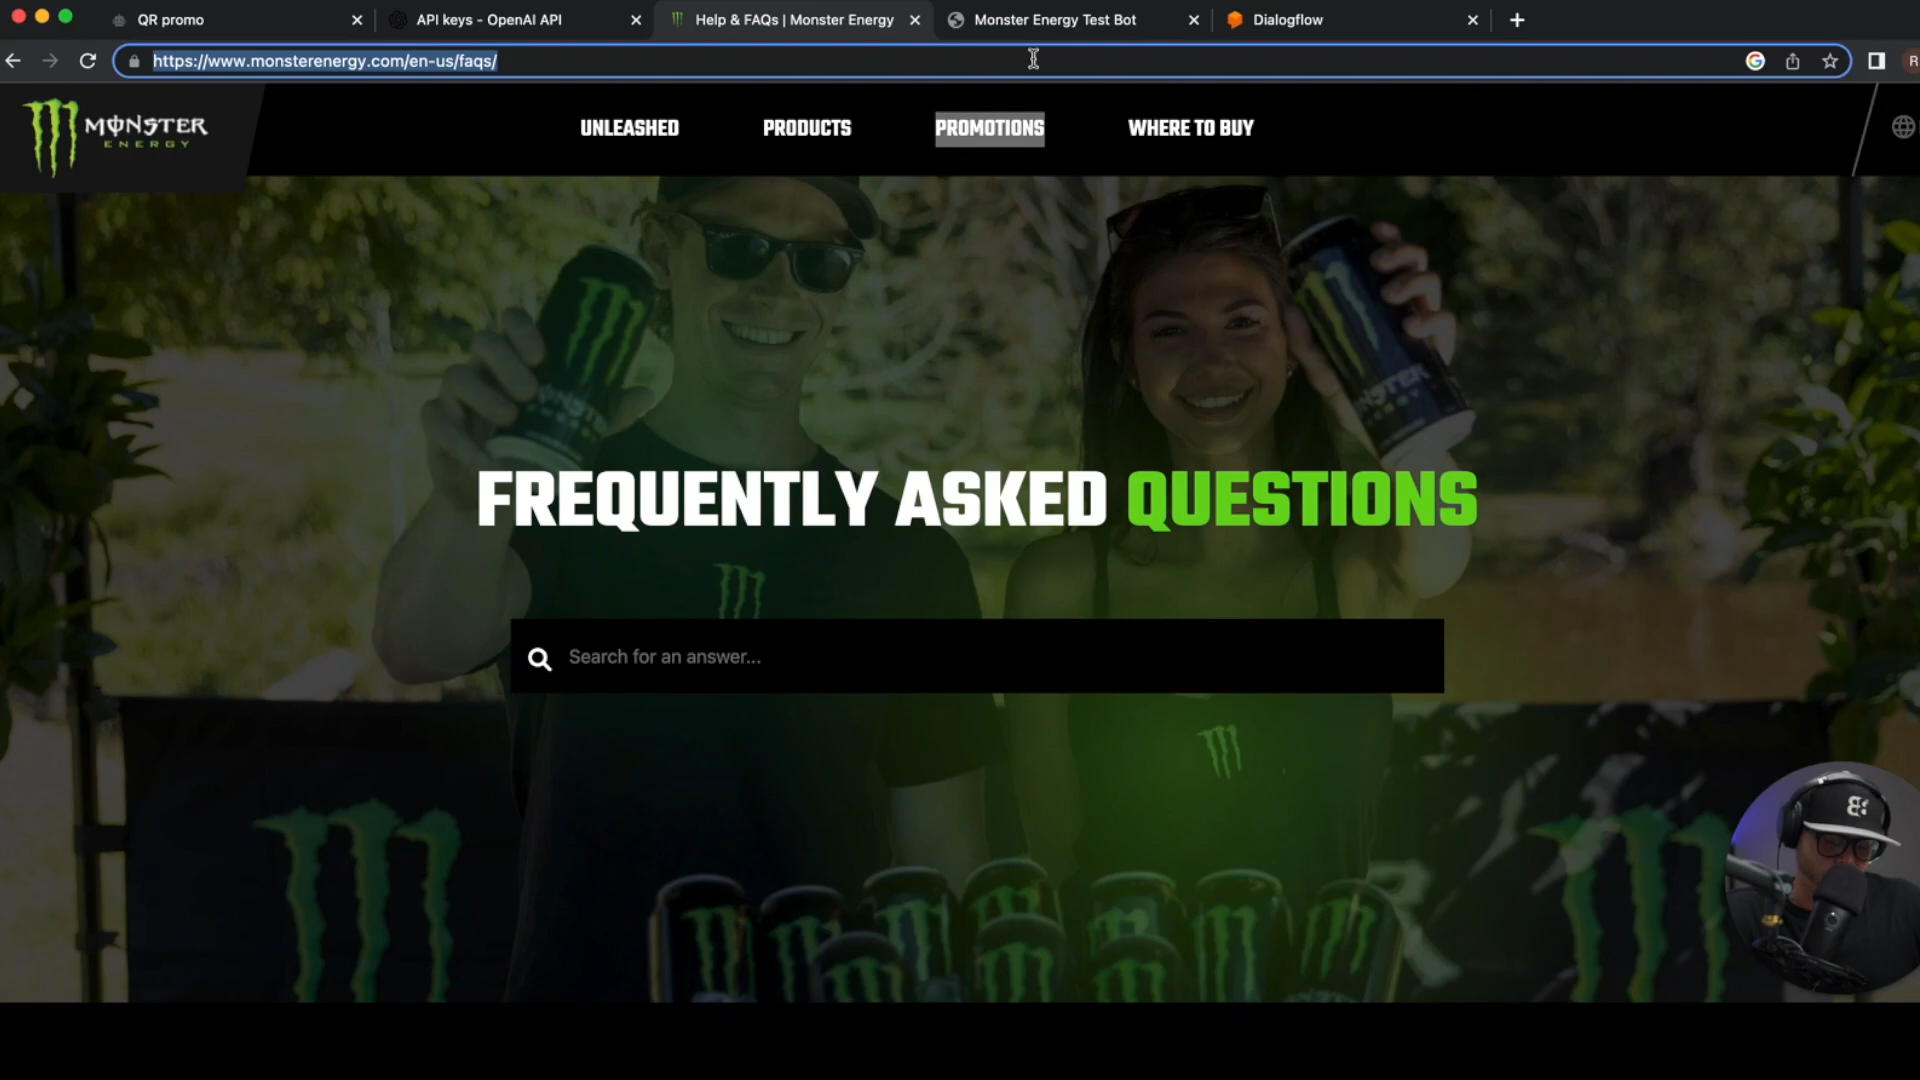 QR promo
API keys - OpenAI API
Help & FAQs | Monster Energy
Monster Energy Test Bot
Dialogflow
https://www.monsterenergy.com/en-us/faqs/
R
MONSTER
ENERGY
UNLEASHED
PRODUCTS
PROMOTIONS
WHERE TO BUY
FREQUENTLY ASKED QUESTIONS
Search for an answer...